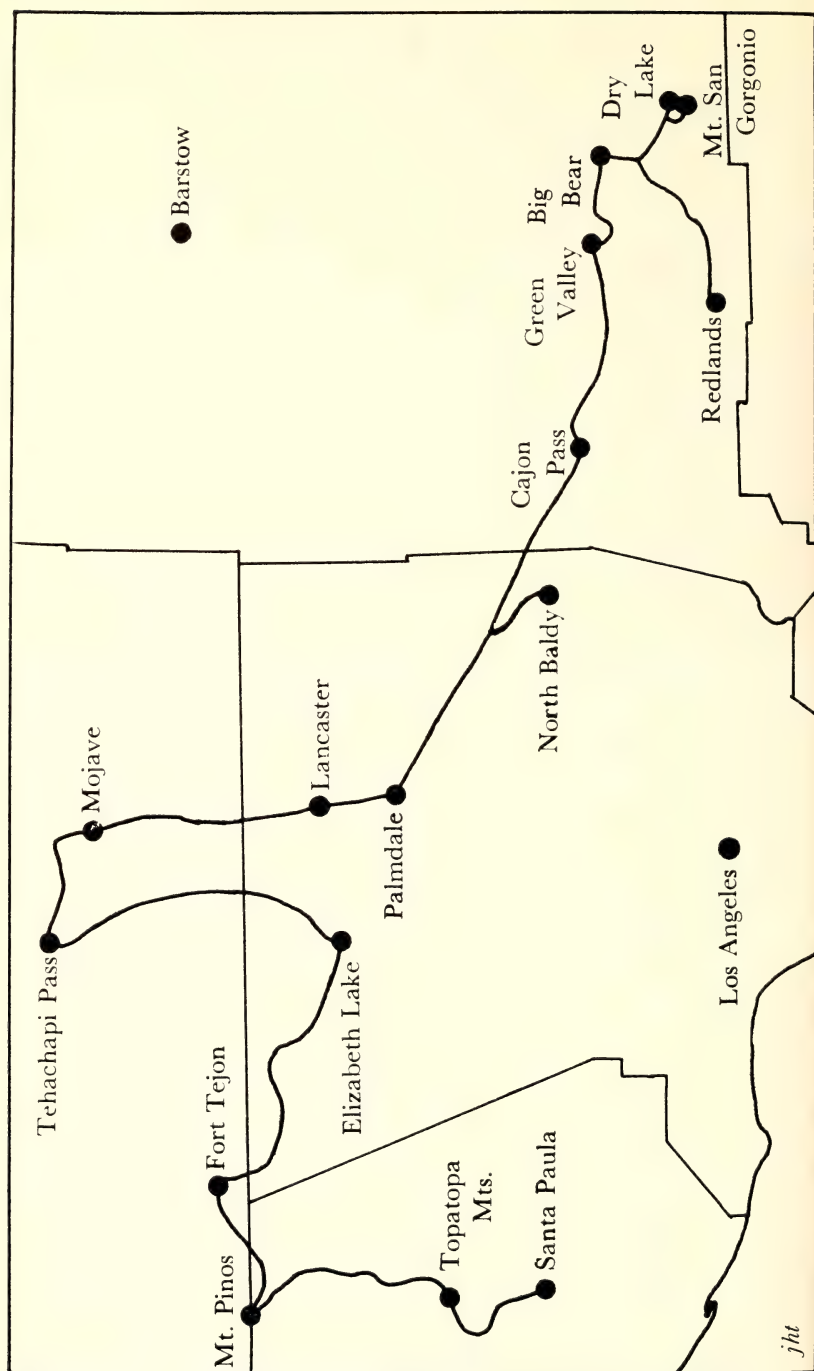 Tehachapi Pass
Mojave
Barstow
Fort Tejon
Mt. Pinos
Lancaster
Elizabeth Lake
Palmdale
Topatopa
Mts.
Santa Paula
North Baldy
Cajon
Pass
Green
Valley
Big
Bear
Dry
Lake
Mt. San
Gorgonio
Redlands
Los Angeles
jht